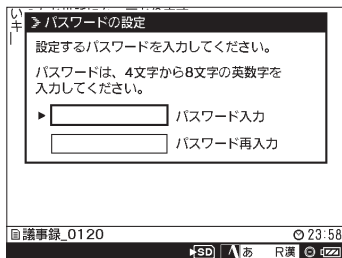 パスワードの設定
設定するパスワードを入力してください。
パスワードは、4文字から8文字の英数字を
入力してください。
パスワード入力
パスワード再入力
議事録_0120 23:58
SD あ R漢